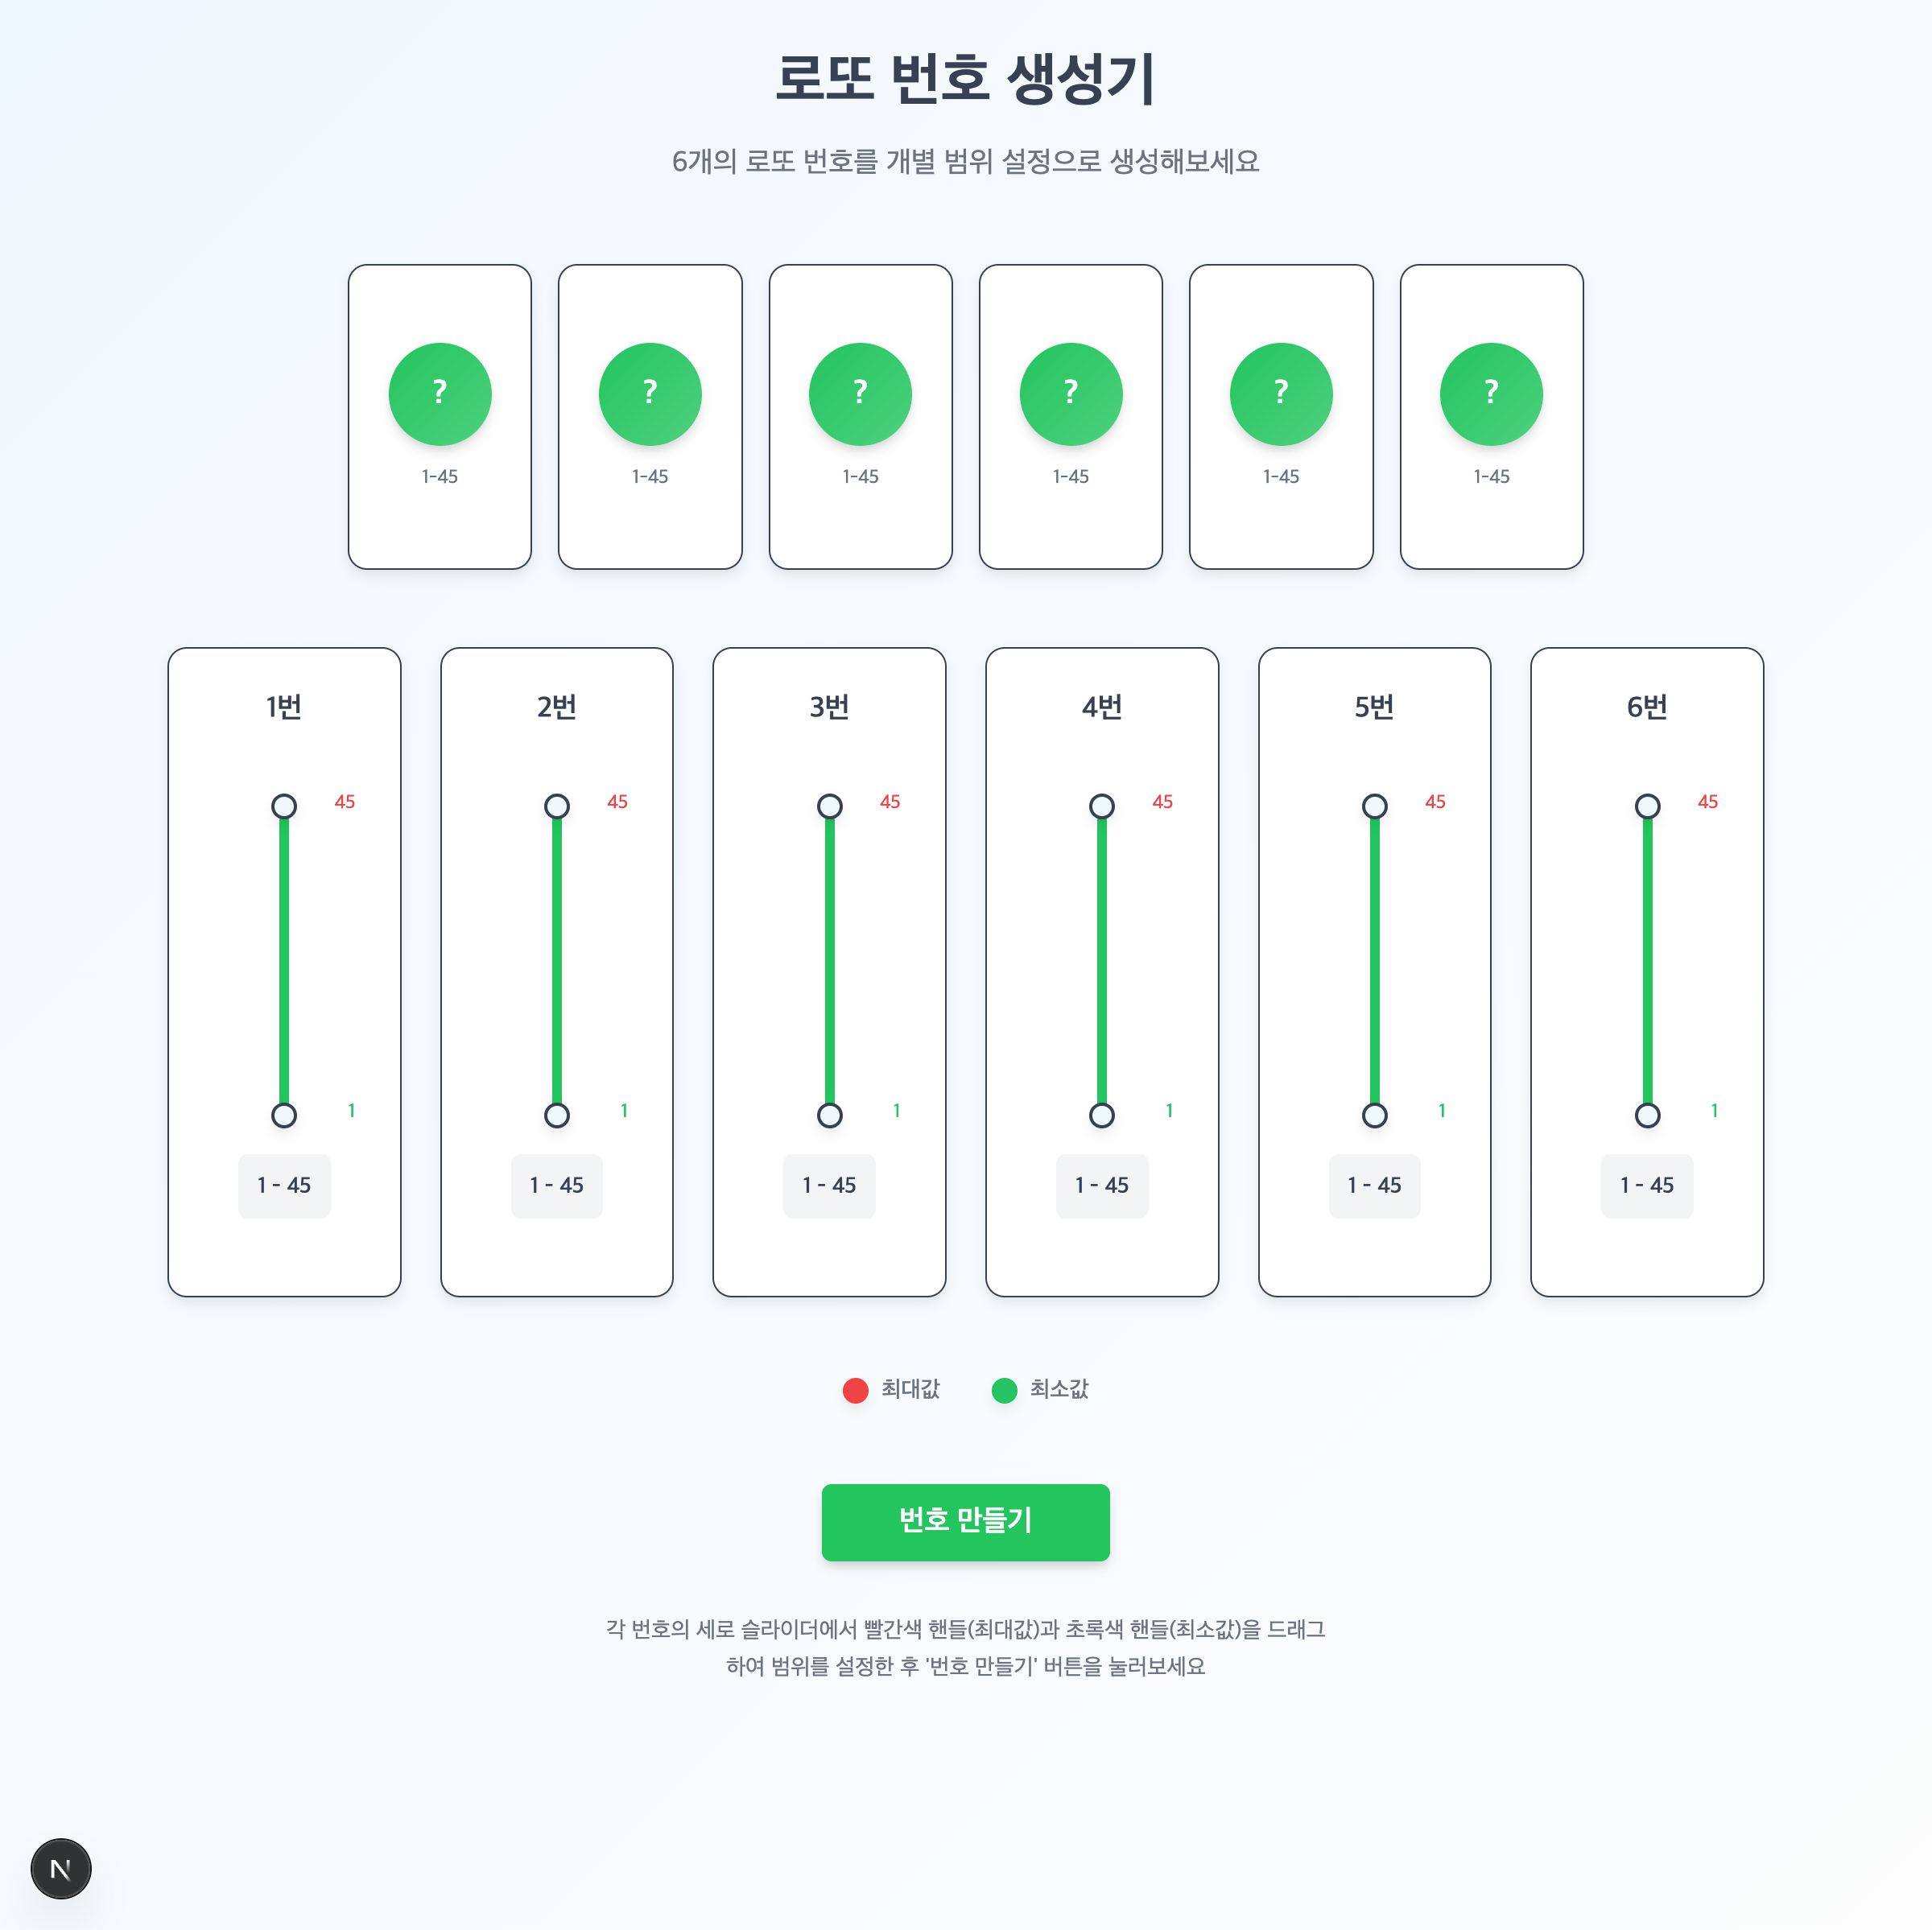 로또 번호 생성기
6개의 로또 번호를 개별 범위 설정으로 생성해보세요
? ? ? ? ? ?
1-45 1-45 1-45 1-45 1-45 1-45
1번 2번 3번 4번 5번 6번
45 45 45 45 45 45
1 1 1 1 1 1
1 - 45 1 - 45 1 - 45 1 - 45 1 - 45 1 - 45
최대값 최소값
번호 만들기
각 번호의 세로 슬라이더에서 빨간색 핸들(최대값)과 초록색 핸들(최소값)을 드래그
하여 범위를 설정한 후 '번호 만들기' 버튼을 눌러보세요
N